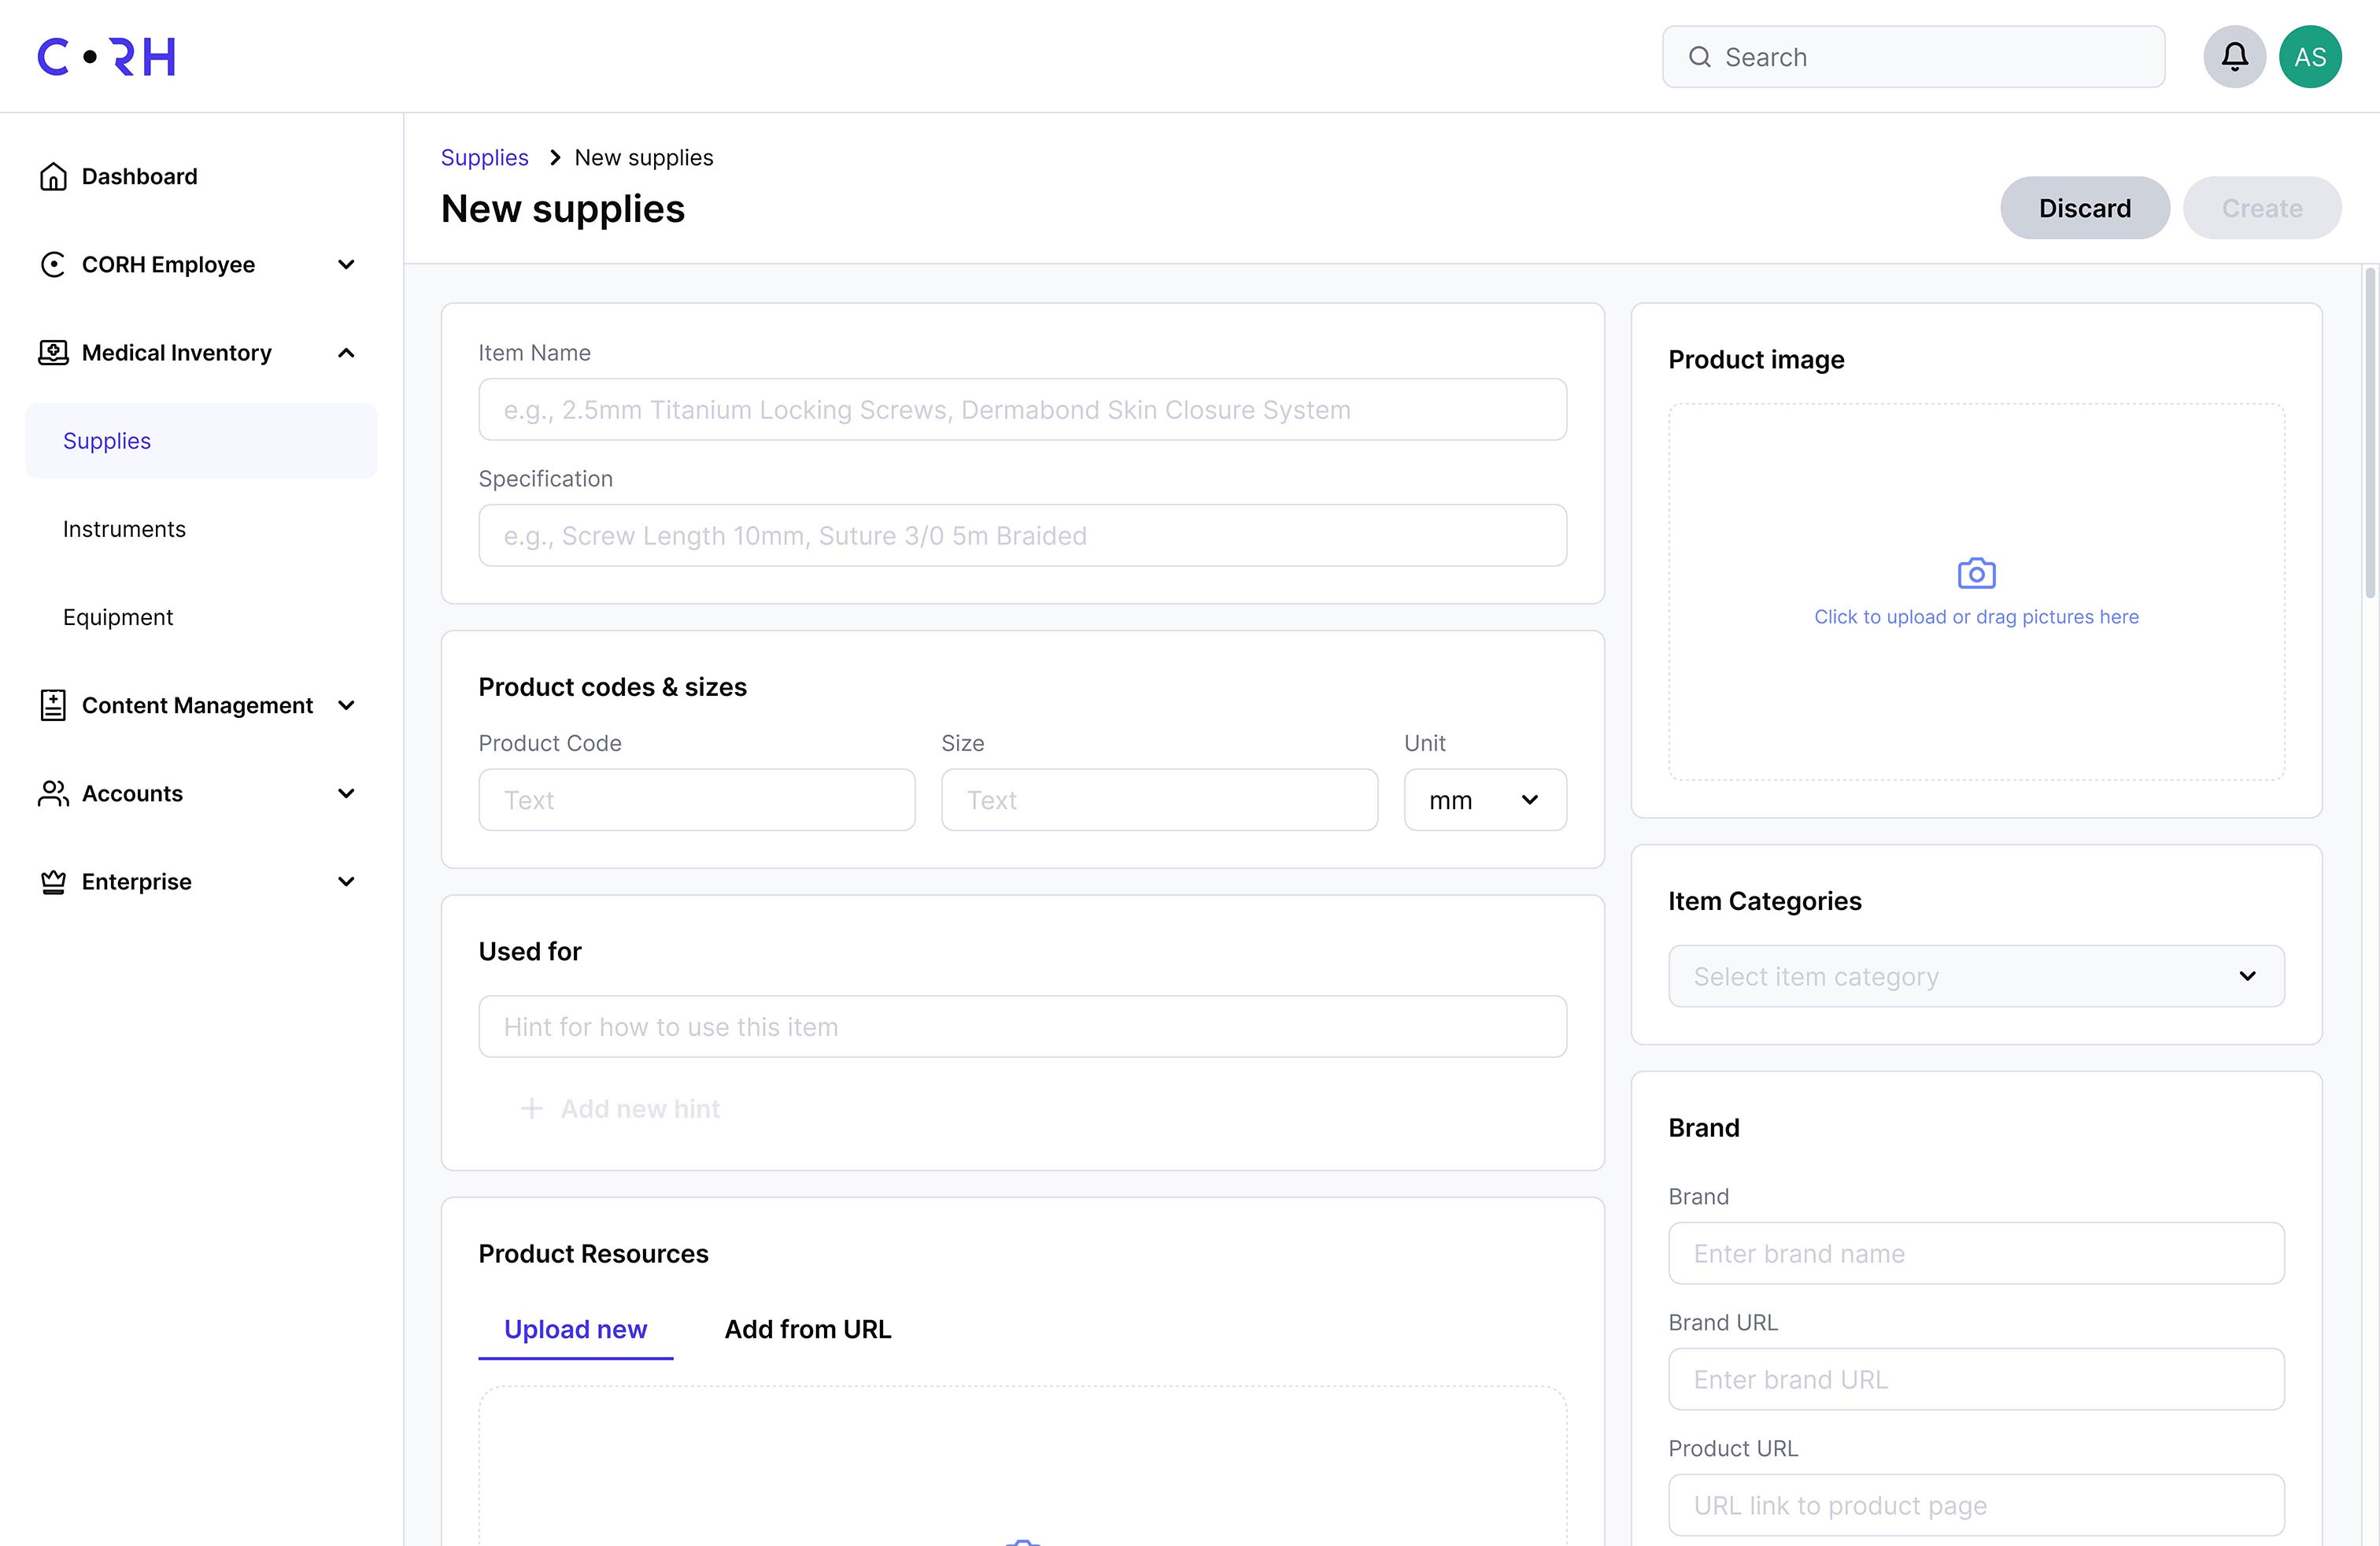 C•RH
Search
AS
Dashboard
CORH Employee
Medical Inventory
Supplies
Instruments
Equipment
Content Management
Accounts
Enterprise
Supplies > New supplies
New supplies
Discard
Create
Item Name
e.g., 2.5mm Titanium Locking Screws, Dermabond Skin Closure System
Specification
e.g., Screw Length 10mm, Suture 3/0 5m Braided
Product codes & sizes
Product Code
Size
Unit
Text
Text
mm
Used for
Hint for how to use this item
+ Add new hint
Product Resources
Upload new
Add from URL
Product image
Click to upload or drag pictures here
Item Categories
Select item category
Brand
Brand
Enter brand name
Brand URL
Enter brand URL
Product URL
URL link to product page